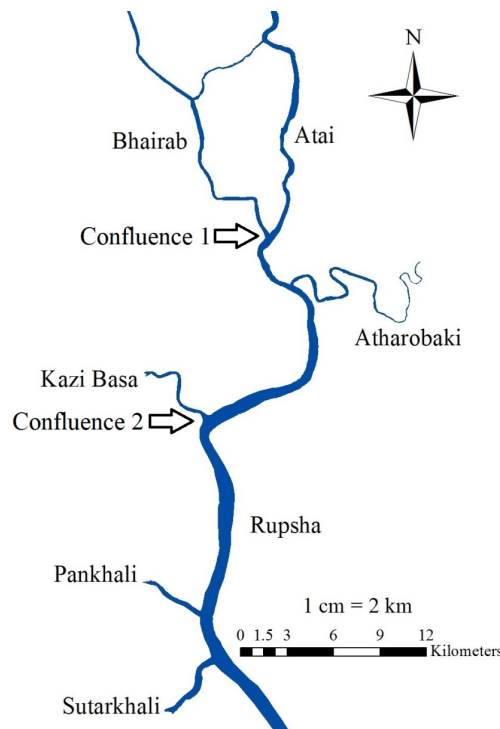 N
Bhairab
Atai
Confluence 1
Atharobaki
Kazi Basa
Confluence 2
Rupsha
Pankhali
1 cm = 2 km
0 1.5 3 6 9 12
Kilometers
Sutarkhali